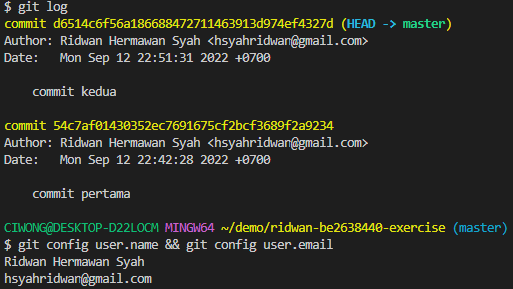 $ git log
commit d6514c6f56a186688472711463913d974ef4327d (HEAD -> master)
Author: Ridwan Hermawan Syah <hsyahridwan@gmail.com>
Date:   Mon Sep 12 22:51:31 2022 +0700
    commit kedua
commit 54c7af01430352ec7691675cf2bcf3689f2a9234
Author: Ridwan Hermawan Syah <hsyahridwan@gmail.com>
Date:   Mon Sep 12 22:42:28 2022 +0700
    commit pertama
CIWONG@DESKTOP-D22LOCM MINGW64 ~/demo/ridwan-be2638440-exercise (master)
$ git config user.name && git config user.email
Ridwan Hermawan Syah
hsyahridwan@gmail.com